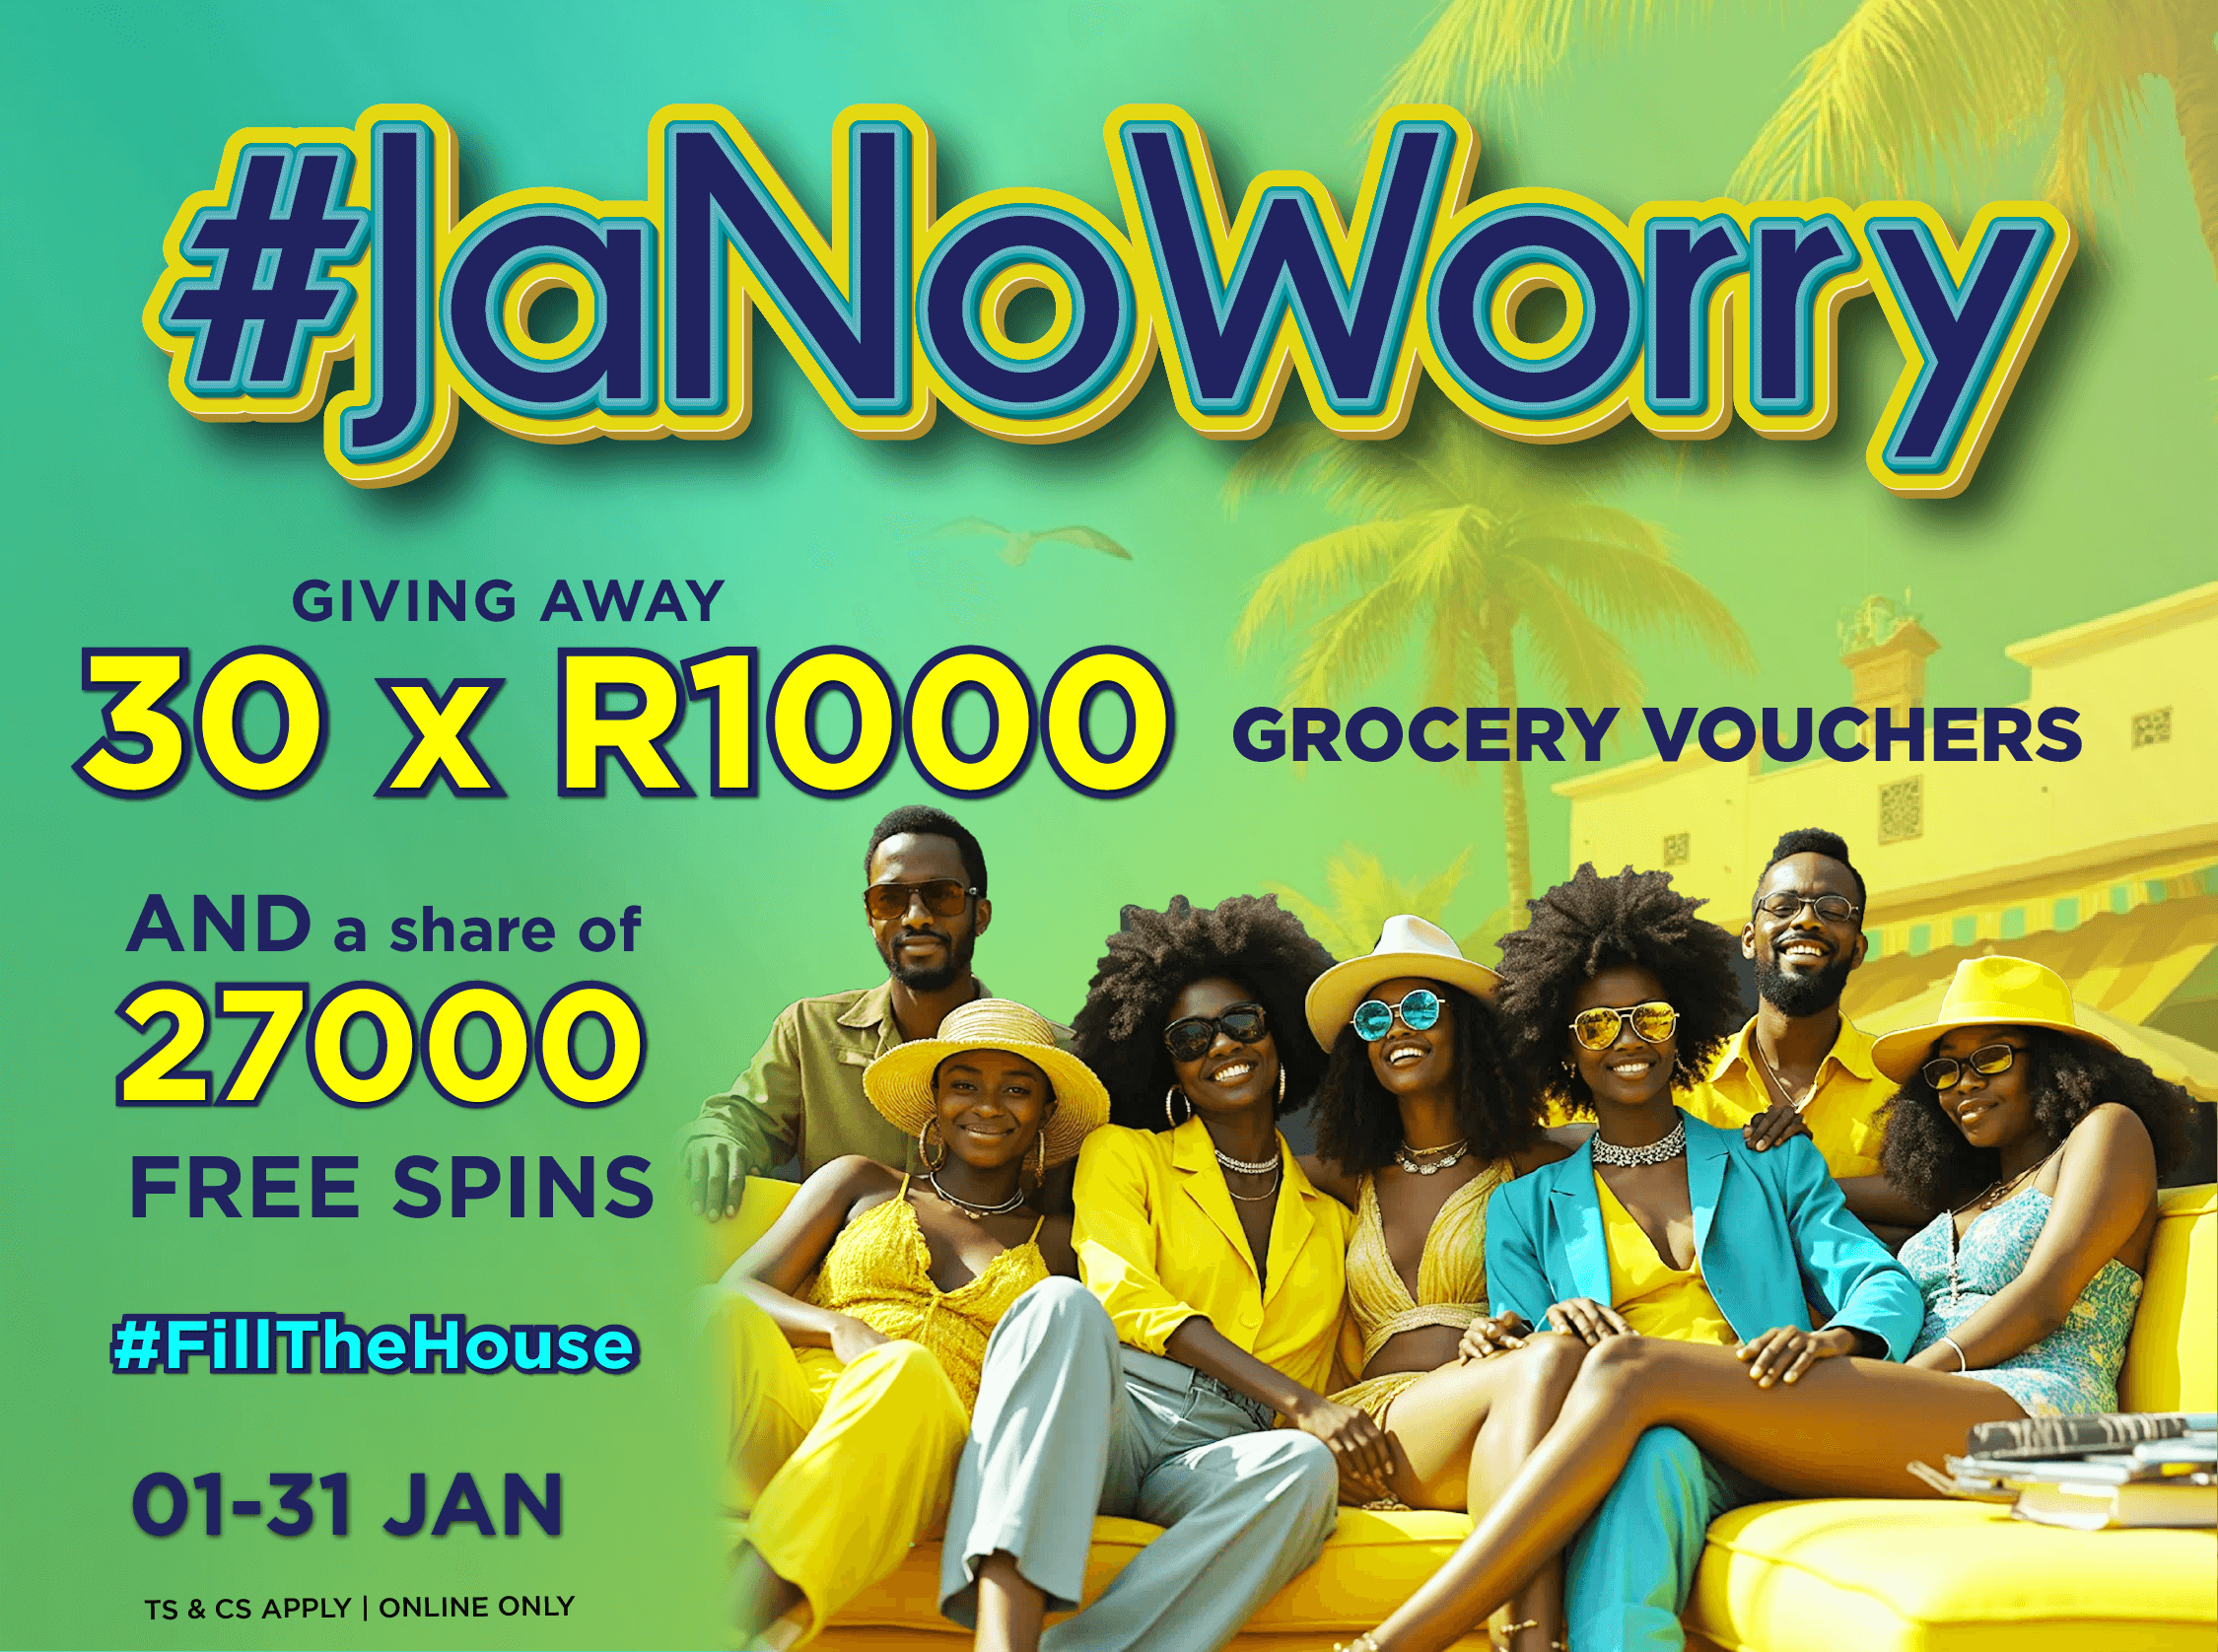 #JaNoWorry
GIVING AWAY
30 x R1000 GROCERY VOUCHERS
AND a share of
27000
FREE SPINS
#FillTheHouse
01-31 JAN
TS & CS APPLY | ONLINE ONLY